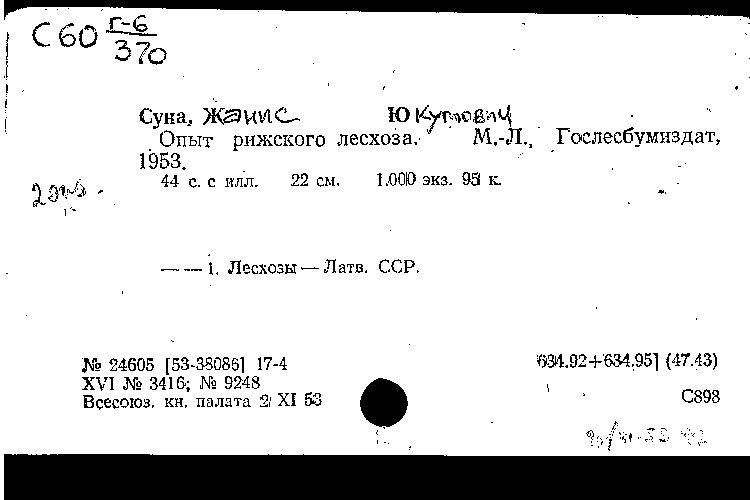 С60 Г-6
370
Суна, Жанис Юкумович
Опыт рижского лесхоза. М.-Л., Гослесбумиздат,
1953.
44 с. с илл. 22 см. 1.000 экз. 95 к.
2 экз.
— — 1. Лесхозы — Латв. ССР.
№ 24605 [53-38086] 17-4 634.92+634.95] (47.43)
XVI № 3416; № 9248
Всесоюз. кн. палата 2 XI 53 С898